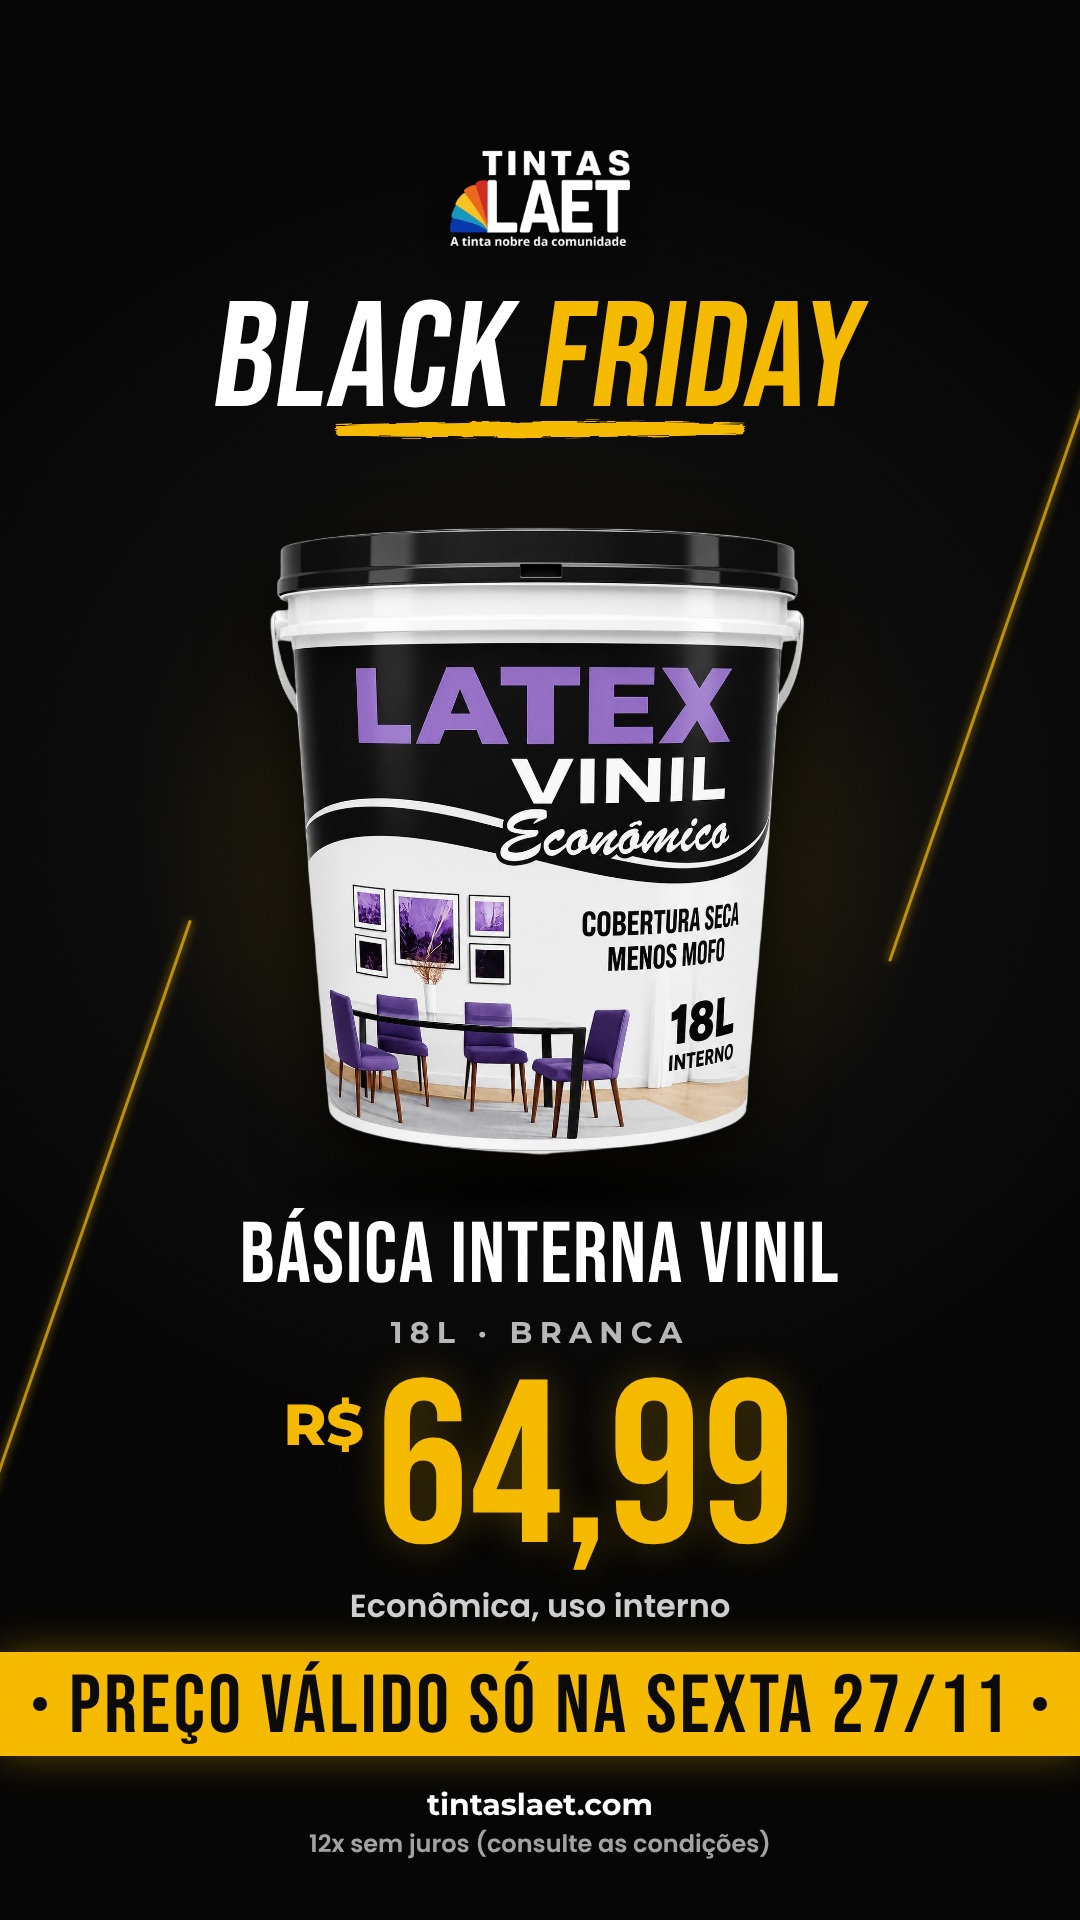 TINTAS
LAET
A tinta nobre da comunidade
BLACK FRIDAY
LATEX
VINIL
Econômico
COBERTURA SECA
MENOS MOFO
18L
INTERNO
BÁSICA INTERNA VINIL
18L · BRANCA
R$ 64,99
Econômica, uso interno
• PREÇO VÁLIDO SÓ NA SEXTA 27/11 •
tintaslaet.com
12x sem juros (consulte as condições)